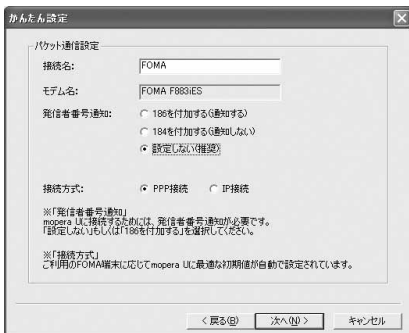 かんたん設定
パケット通信設定
接続名: FOMA
モデム名: FOMA F883iES
発信者番号通知: 186を付加する(通知する)
184を付加する(通知しない)
設定しない(推奨)
接続方式: PPP接続 IP接続
※「発信者番号通知」
mopera Uに接続するためには、発信者番号通知が必要です。
「設定しない」もしくは「186を付加する」を選択してください。
※「接続方式」
ご利用のFOMA端末に応じてmopera Uに最適な初期値が自動で設定されています。
< 戻る(B) 次へ(N) > キャンセル